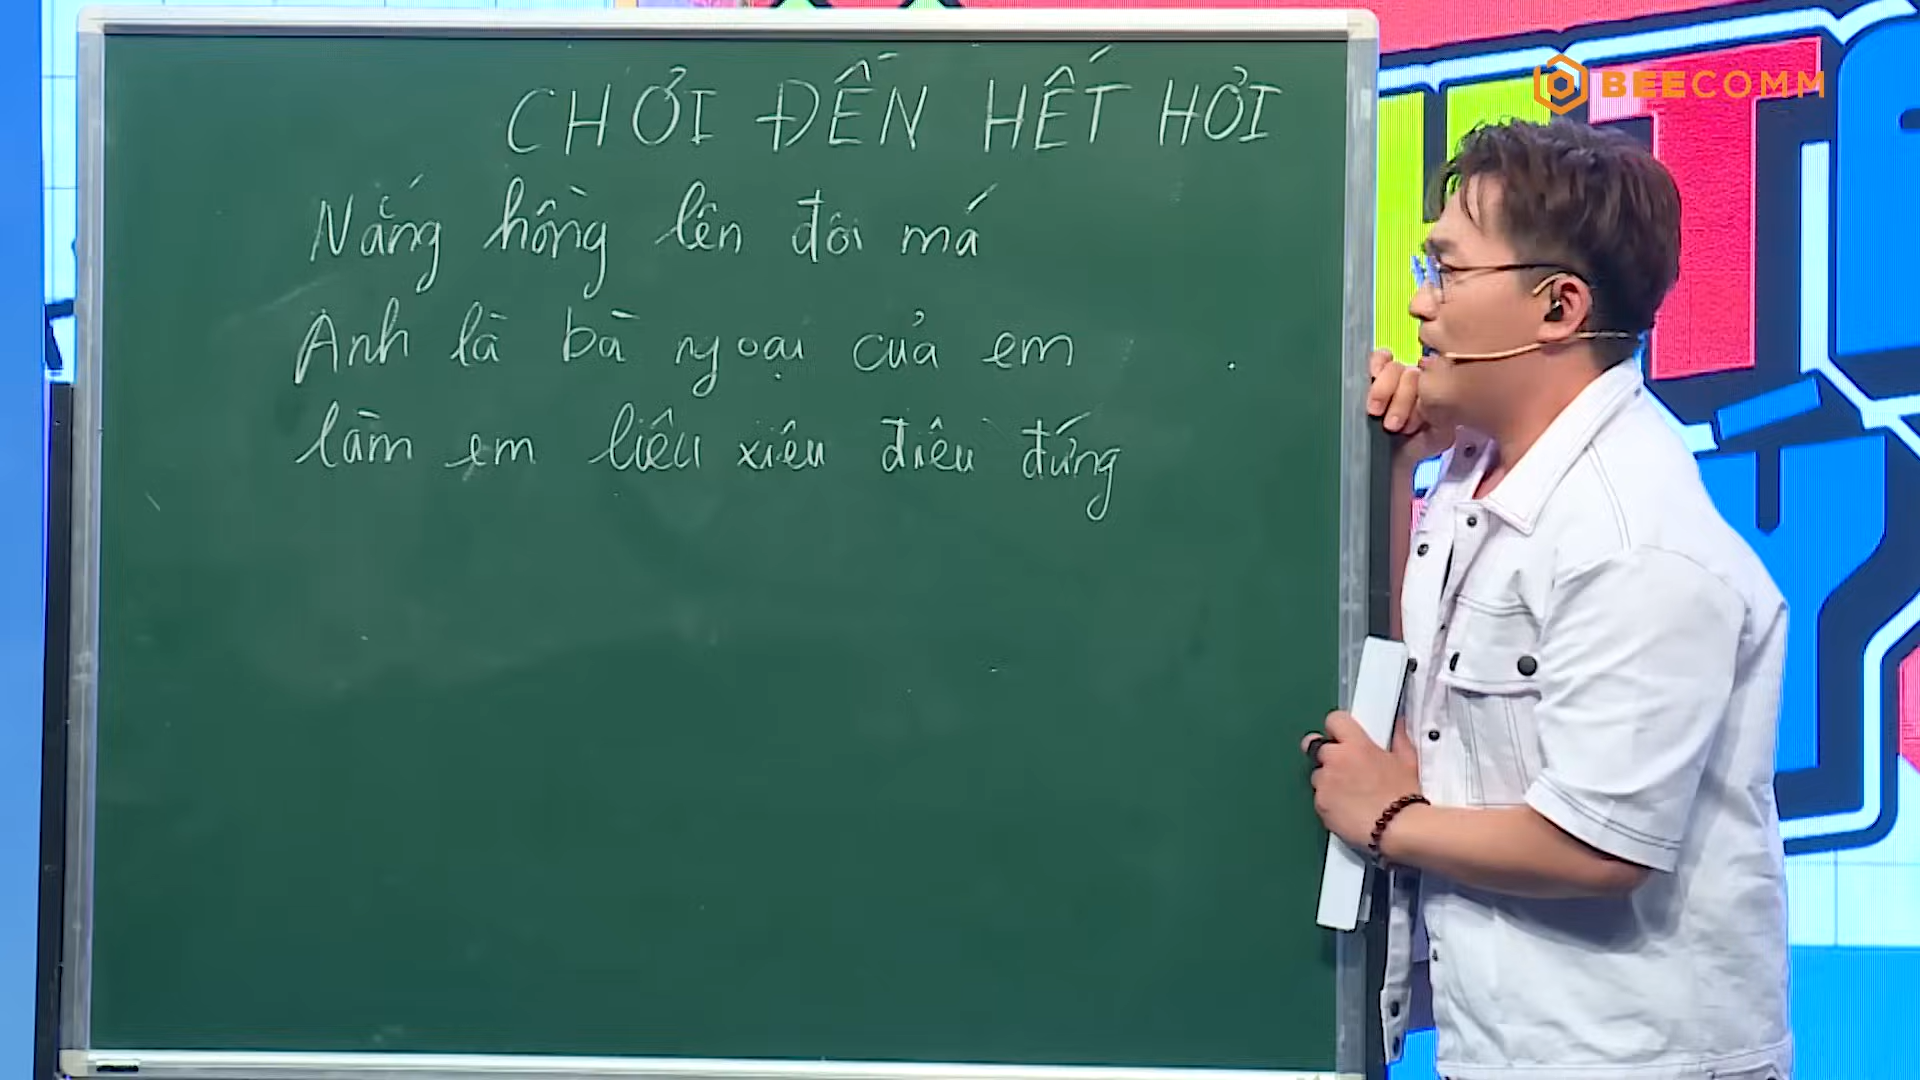 BEECOMM
CHƠI ĐẾN HẾT HƠI
Nắng hồng lên đôi má
Anh là bà ngoại của em
làm em liêu xiêu điêu đứng